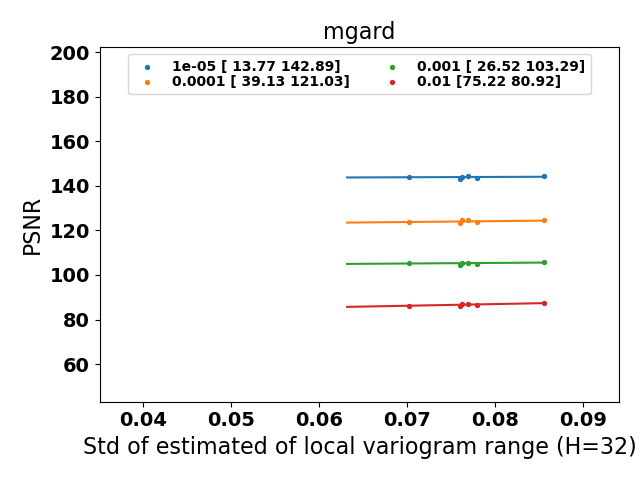 mgard
1e-05 [ 13.77 142.89]
0.0001 [ 39.13 121.03]
0.001 [ 26.52 103.29]
0.01 [75.22 80.92]
PSNR
200
180
160
140
120
100
80
60
0.04 0.05 0.06 0.07 0.08 0.09
Std of estimated of local variogram range (H=32)